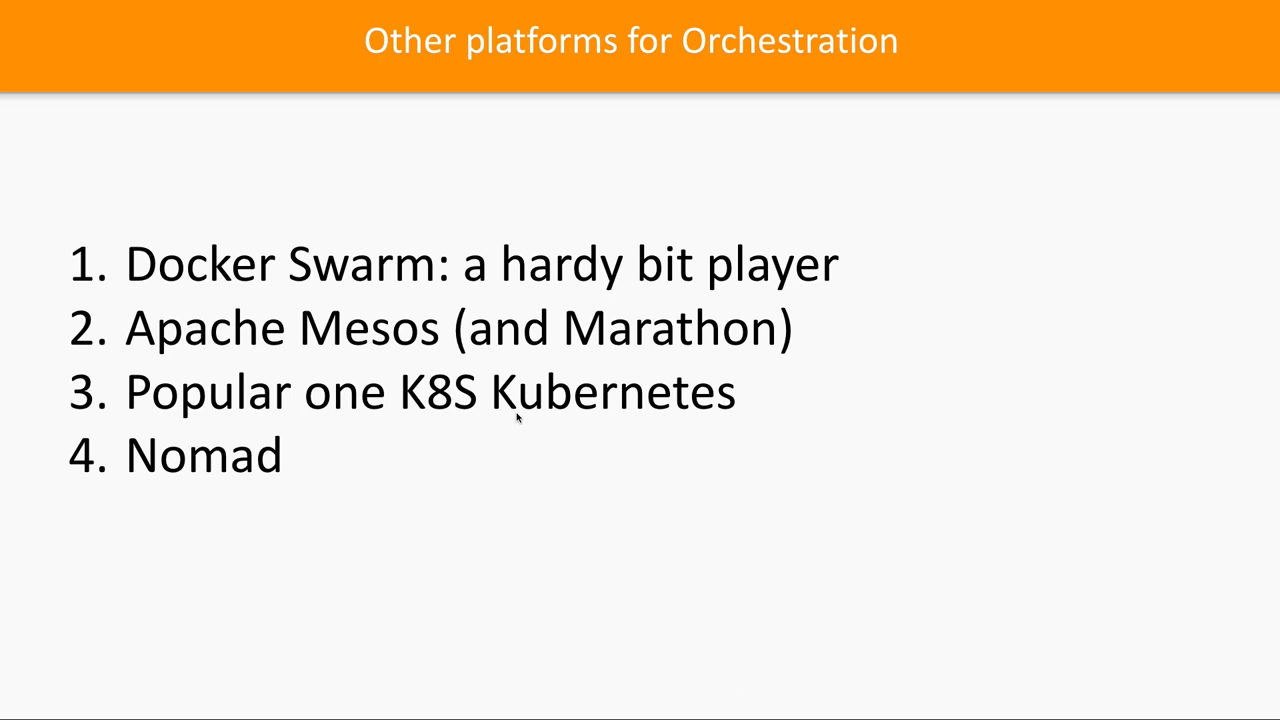 Other platforms for Orchestration
1. Docker Swarm: a hardy bit player
2. Apache Mesos (and Marathon)
3. Popular one K8S Kubernetes
4. Nomad